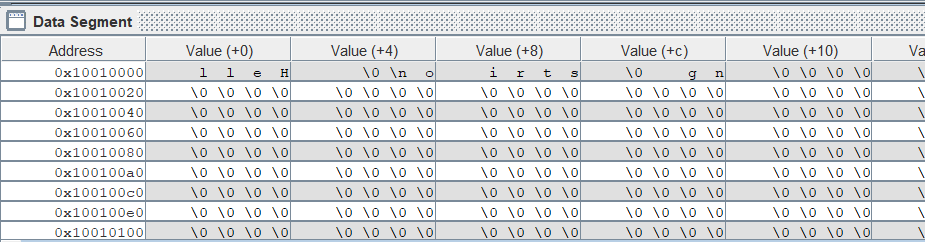 Data Segment
Address Value (+0) Value (+4) Value (+8) Value (+c) Value (+10) Va
0x10010000 l l e H \0 \n o i r t s \0 g n \0 \0 \0 \0 \
0x10010020 \0 \0 \0 \0 \0 \0 \0 \0 \0 \0 \0 \0 \0 \0 \0 \0 \0 \0 \0 \0 \
0x10010040 \0 \0 \0 \0 \0 \0 \0 \0 \0 \0 \0 \0 \0 \0 \0 \0 \0 \0 \0 \0 \
0x10010060 \0 \0 \0 \0 \0 \0 \0 \0 \0 \0 \0 \0 \0 \0 \0 \0 \0 \0 \0 \0 \
0x10010080 \0 \0 \0 \0 \0 \0 \0 \0 \0 \0 \0 \0 \0 \0 \0 \0 \0 \0 \0 \0 \
0x100100a0 \0 \0 \0 \0 \0 \0 \0 \0 \0 \0 \0 \0 \0 \0 \0 \0 \0 \0 \0 \0 \
0x100100c0 \0 \0 \0 \0 \0 \0 \0 \0 \0 \0 \0 \0 \0 \0 \0 \0 \0 \0 \0 \0 \
0x100100e0 \0 \0 \0 \0 \0 \0 \0 \0 \0 \0 \0 \0 \0 \0 \0 \0 \0 \0 \0 \0 \
0x10010100 \0 \0 \0 \0 \0 \0 \0 \0 \0 \0 \0 \0 \0 \0 \0 \0 \0 \0 \0 \0 \